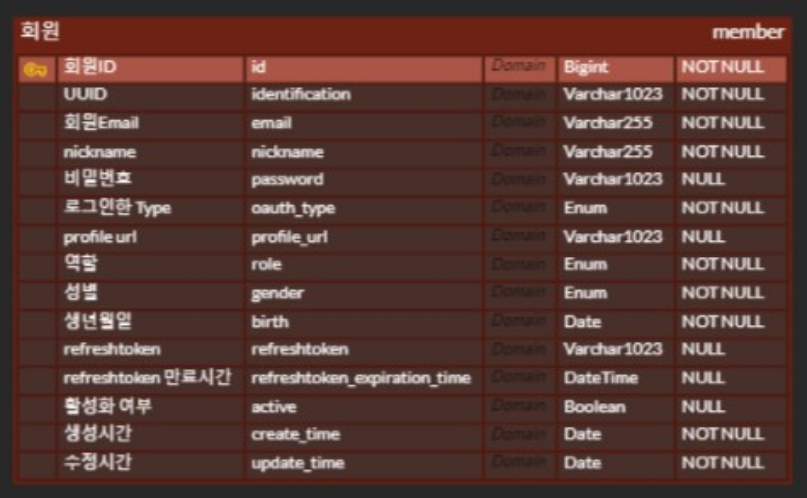 회원 member
회원ID id Domain Bigint NOT NULL
UUID identification Domain Varchar1023 NOT NULL
회원Email email Domain Varchar255 NOT NULL
nickname nickname Domain Varchar255 NOT NULL
비밀번호 password Domain Varchar1023 NULL
로그인한 Type oauth_type Domain Enum NOT NULL
profile url profile_url Domain Varchar1023 NULL
역할 role Domain Enum NOT NULL
성별 gender Domain Enum NOT NULL
생년월일 birth Domain Date NOT NULL
refreshtoken refreshtoken Domain Varchar1023 NULL
refreshtoken 만료시간 refreshtoken_expiration_time Domain DateTime NULL
활성화 여부 active Domain Boolean NULL
생성시간 create_time Domain Date NOT NULL
수정시간 update_time Domain Date NOT NULL